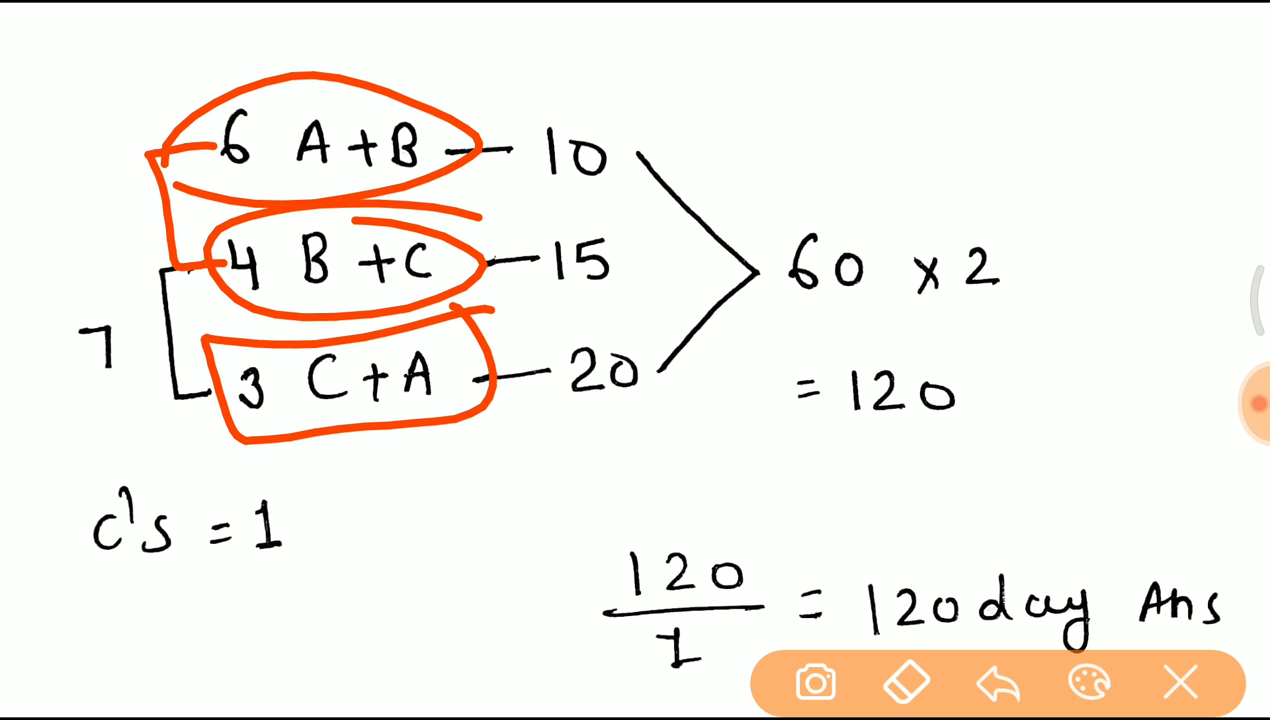 6 A+B — 10
4 B+C — 15
60 x 2
7
3 C+A — 20
= 120
c's = 1
120/1 = 120 day Ans